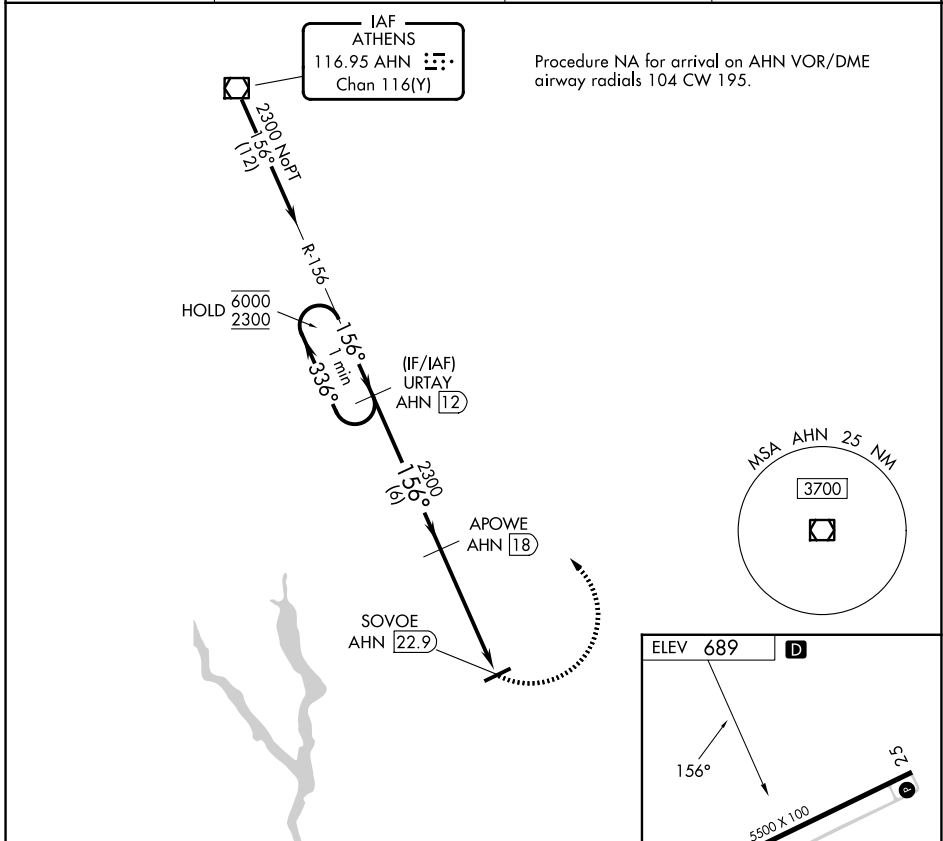 IAF
ATHENS
116.95 AHN
Chan 116(Y)
Procedure NA for arrival on AHN VOR/DME
airway radials 104 CW 195.
2300 NoPT
156°
(12)
R-156
HOLD 6000
2300
156°
1 min
336°
(IF/IAF)
URTAY
AHN 12
2300
156°
(6)
APOWE
AHN 18
MSA AHN 25 NM
3700
SOVOE
AHN 22.9
ELEV 689 D
156°
25
P
5500 X 100